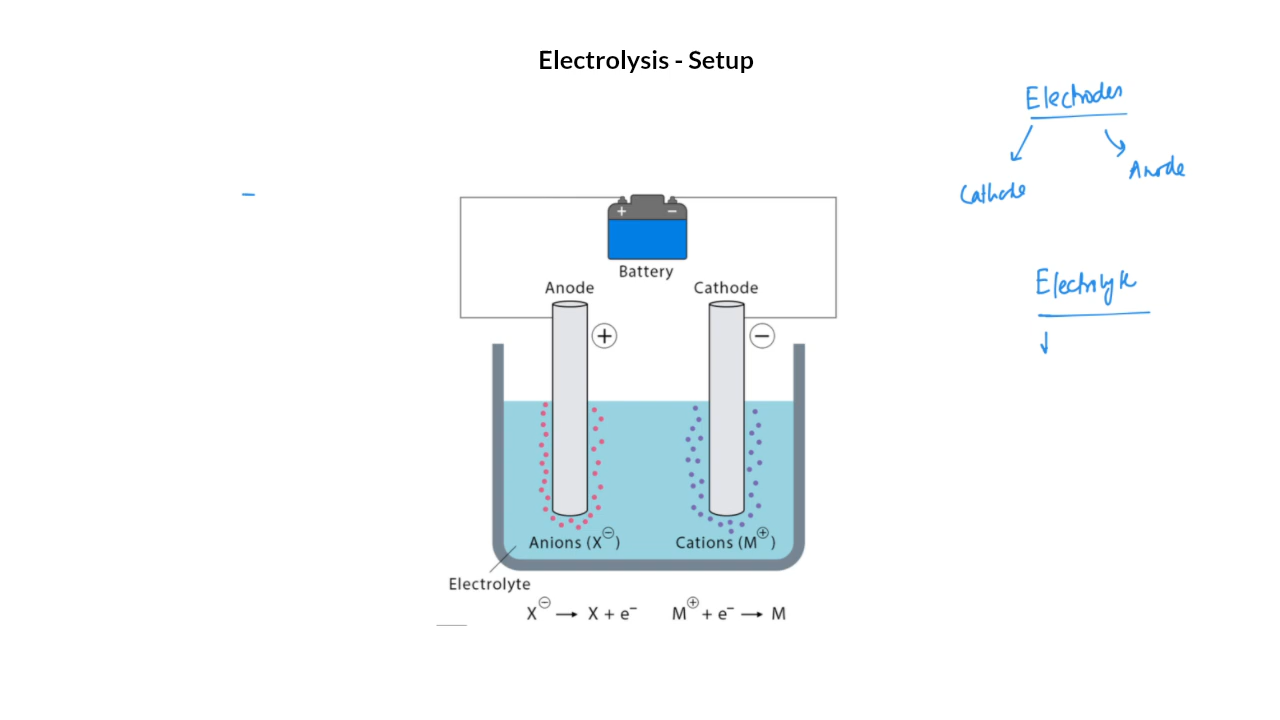 Electrolysis - Setup
Electrodes
Cathode
Anode
+ −
Battery
Anode
Cathode
+
−
Electrolyte
Anions (X⊖)
Cations (M⊕)
Electrolyte
X⊖ → X + e⁻
M⊕ + e⁻ → M